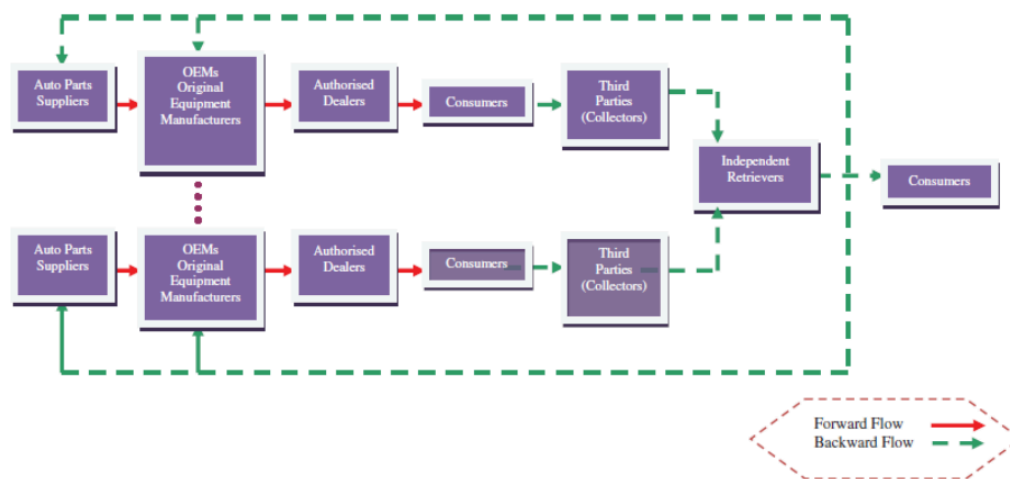 Auto Parts
Suppliers
OEMs
Original
Equipment
Manufacturers
Authorised
Dealers
Consumers
Third
Parties
(Collectors)
Independent
Retrievers
Consumers
Auto Parts
Suppliers
OEMs
Original
Equipment
Manufacturers
Authorised
Dealers
Consumers
Third
Parties
(Collectors)
Forward Flow
Backward Flow